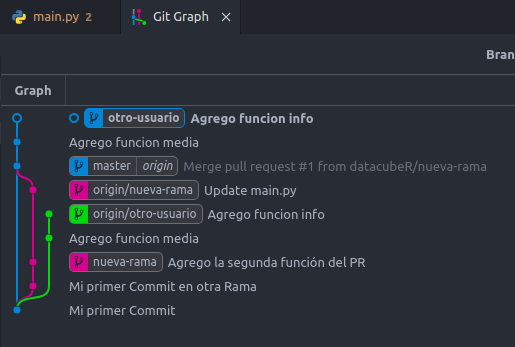 main.py 2 Git Graph
Bran
Graph
otro-usuario Agrego funcion info
Agrego funcion media
master origin Merge pull request #1 from datacubeR/nueva-rama
origin/nueva-rama Update main.py
origin/otro-usuario Agrego funcion info
Agrego funcion media
nueva-rama Agrego la segunda función del PR
Mi primer Commit en otra Rama
Mi primer Commit